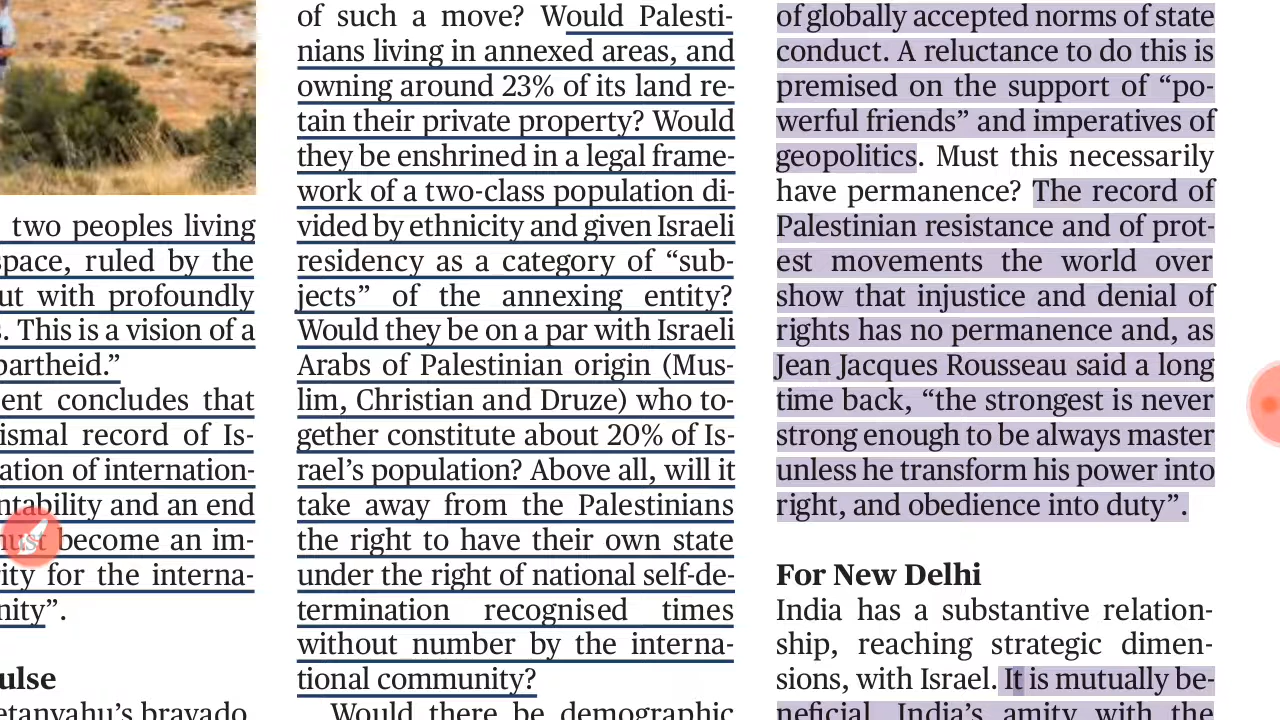 two peoples living
space, ruled by the
ut with profoundly
s. This is a vision of a
partheid.”
ent concludes that
ismal record of Is-
ation of internation-
ntability and an end
must become an im-
ity for the interna-
nity”.
ulse
etanyahu’s bravado,
of such a move? Would Palesti-
nians living in annexed areas, and
owning around 23% of its land re-
tain their private property? Would
they be enshrined in a legal frame-
work of a two-class population di-
vided by ethnicity and given Israeli
residency as a category of “sub-
jects” of the annexing entity?
Would they be on a par with Israeli
Arabs of Palestinian origin (Mus-
lim, Christian and Druze) who to-
gether constitute about 20% of Is-
rael’s population? Above all, will it
take away from the Palestinians
the right to have their own state
under the right of national self-de-
termination recognised times
without number by the interna-
tional community?
Would there be demographic
of globally accepted norms of state
conduct. A reluctance to do this is
premised on the support of “po-
werful friends” and imperatives of
geopolitics. Must this necessarily
have permanence? The record of
Palestinian resistance and of prot-
est movements the world over
show that injustice and denial of
rights has no permanence and, as
Jean Jacques Rousseau said a long
time back, “the strongest is never
strong enough to be always master
unless he transform his power into
right, and obedience into duty”.
For New Delhi
India has a substantive relation-
ship, reaching strategic dimen-
sions, with Israel. It is mutually be-
neficial. India’s amity with the